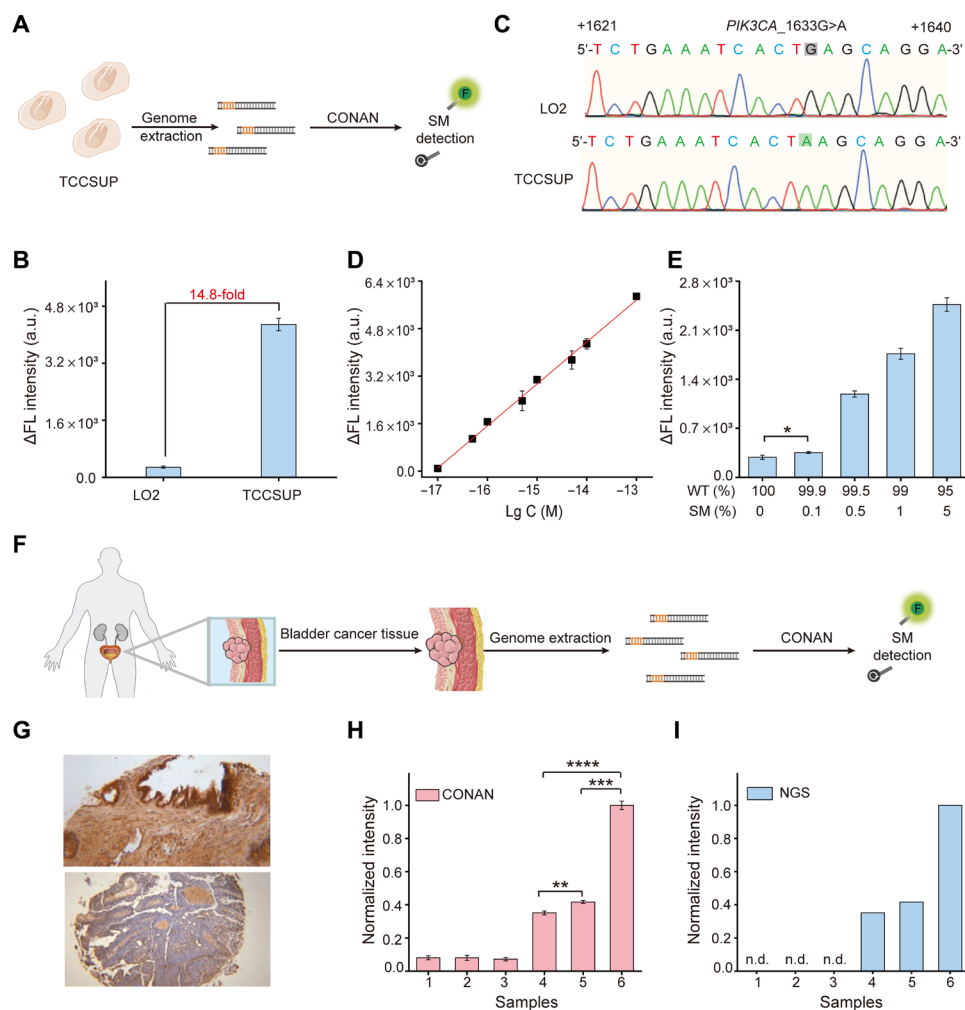 A
TCCSUP
Genome
extraction
CONAN
F
SM
detection
C
+1621 PIK3CA_1633G>A +1640
5'-T C T G A A A T C A C T G A G C A G G A-3'
LO2
5'-T C T G A A A T C A C T A A G C A G G A-3'
TCCSUP
B
ΔFL intensity (a.u.)
4.8 × 10³
3.2 × 10³
1.6 × 10³
0.0
14.8-fold
LO2 TCCSUP
D
ΔFL intensity (a.u.)
6.4 × 10³
4.8 × 10³
3.2 × 10³
1.6 × 10³
0.0
−17 −16 −15 −14 −13
Lg C (M)
E
ΔFL intensity (a.u.)
2.8 × 10³
2.1 × 10³
1.4 × 10³
0.7 × 10³
0.0
*
WT (%) 100 99.9 99.5 99 95
SM (%) 0 0.1 0.5 1 5
F
Bladder cancer tissue
Genome extraction
CONAN
F
SM
detection
G
H
Normalized intensity
CONAN
****
***
**
1.0
0.8
0.6
0.4
0.2
0.0
1 2 3 4 5 6
Samples
I
Normalized intensity
NGS
1.0
0.8
0.6
0.4
0.2
0.0
n.d. n.d. n.d.
1 2 3 4 5 6
Samples